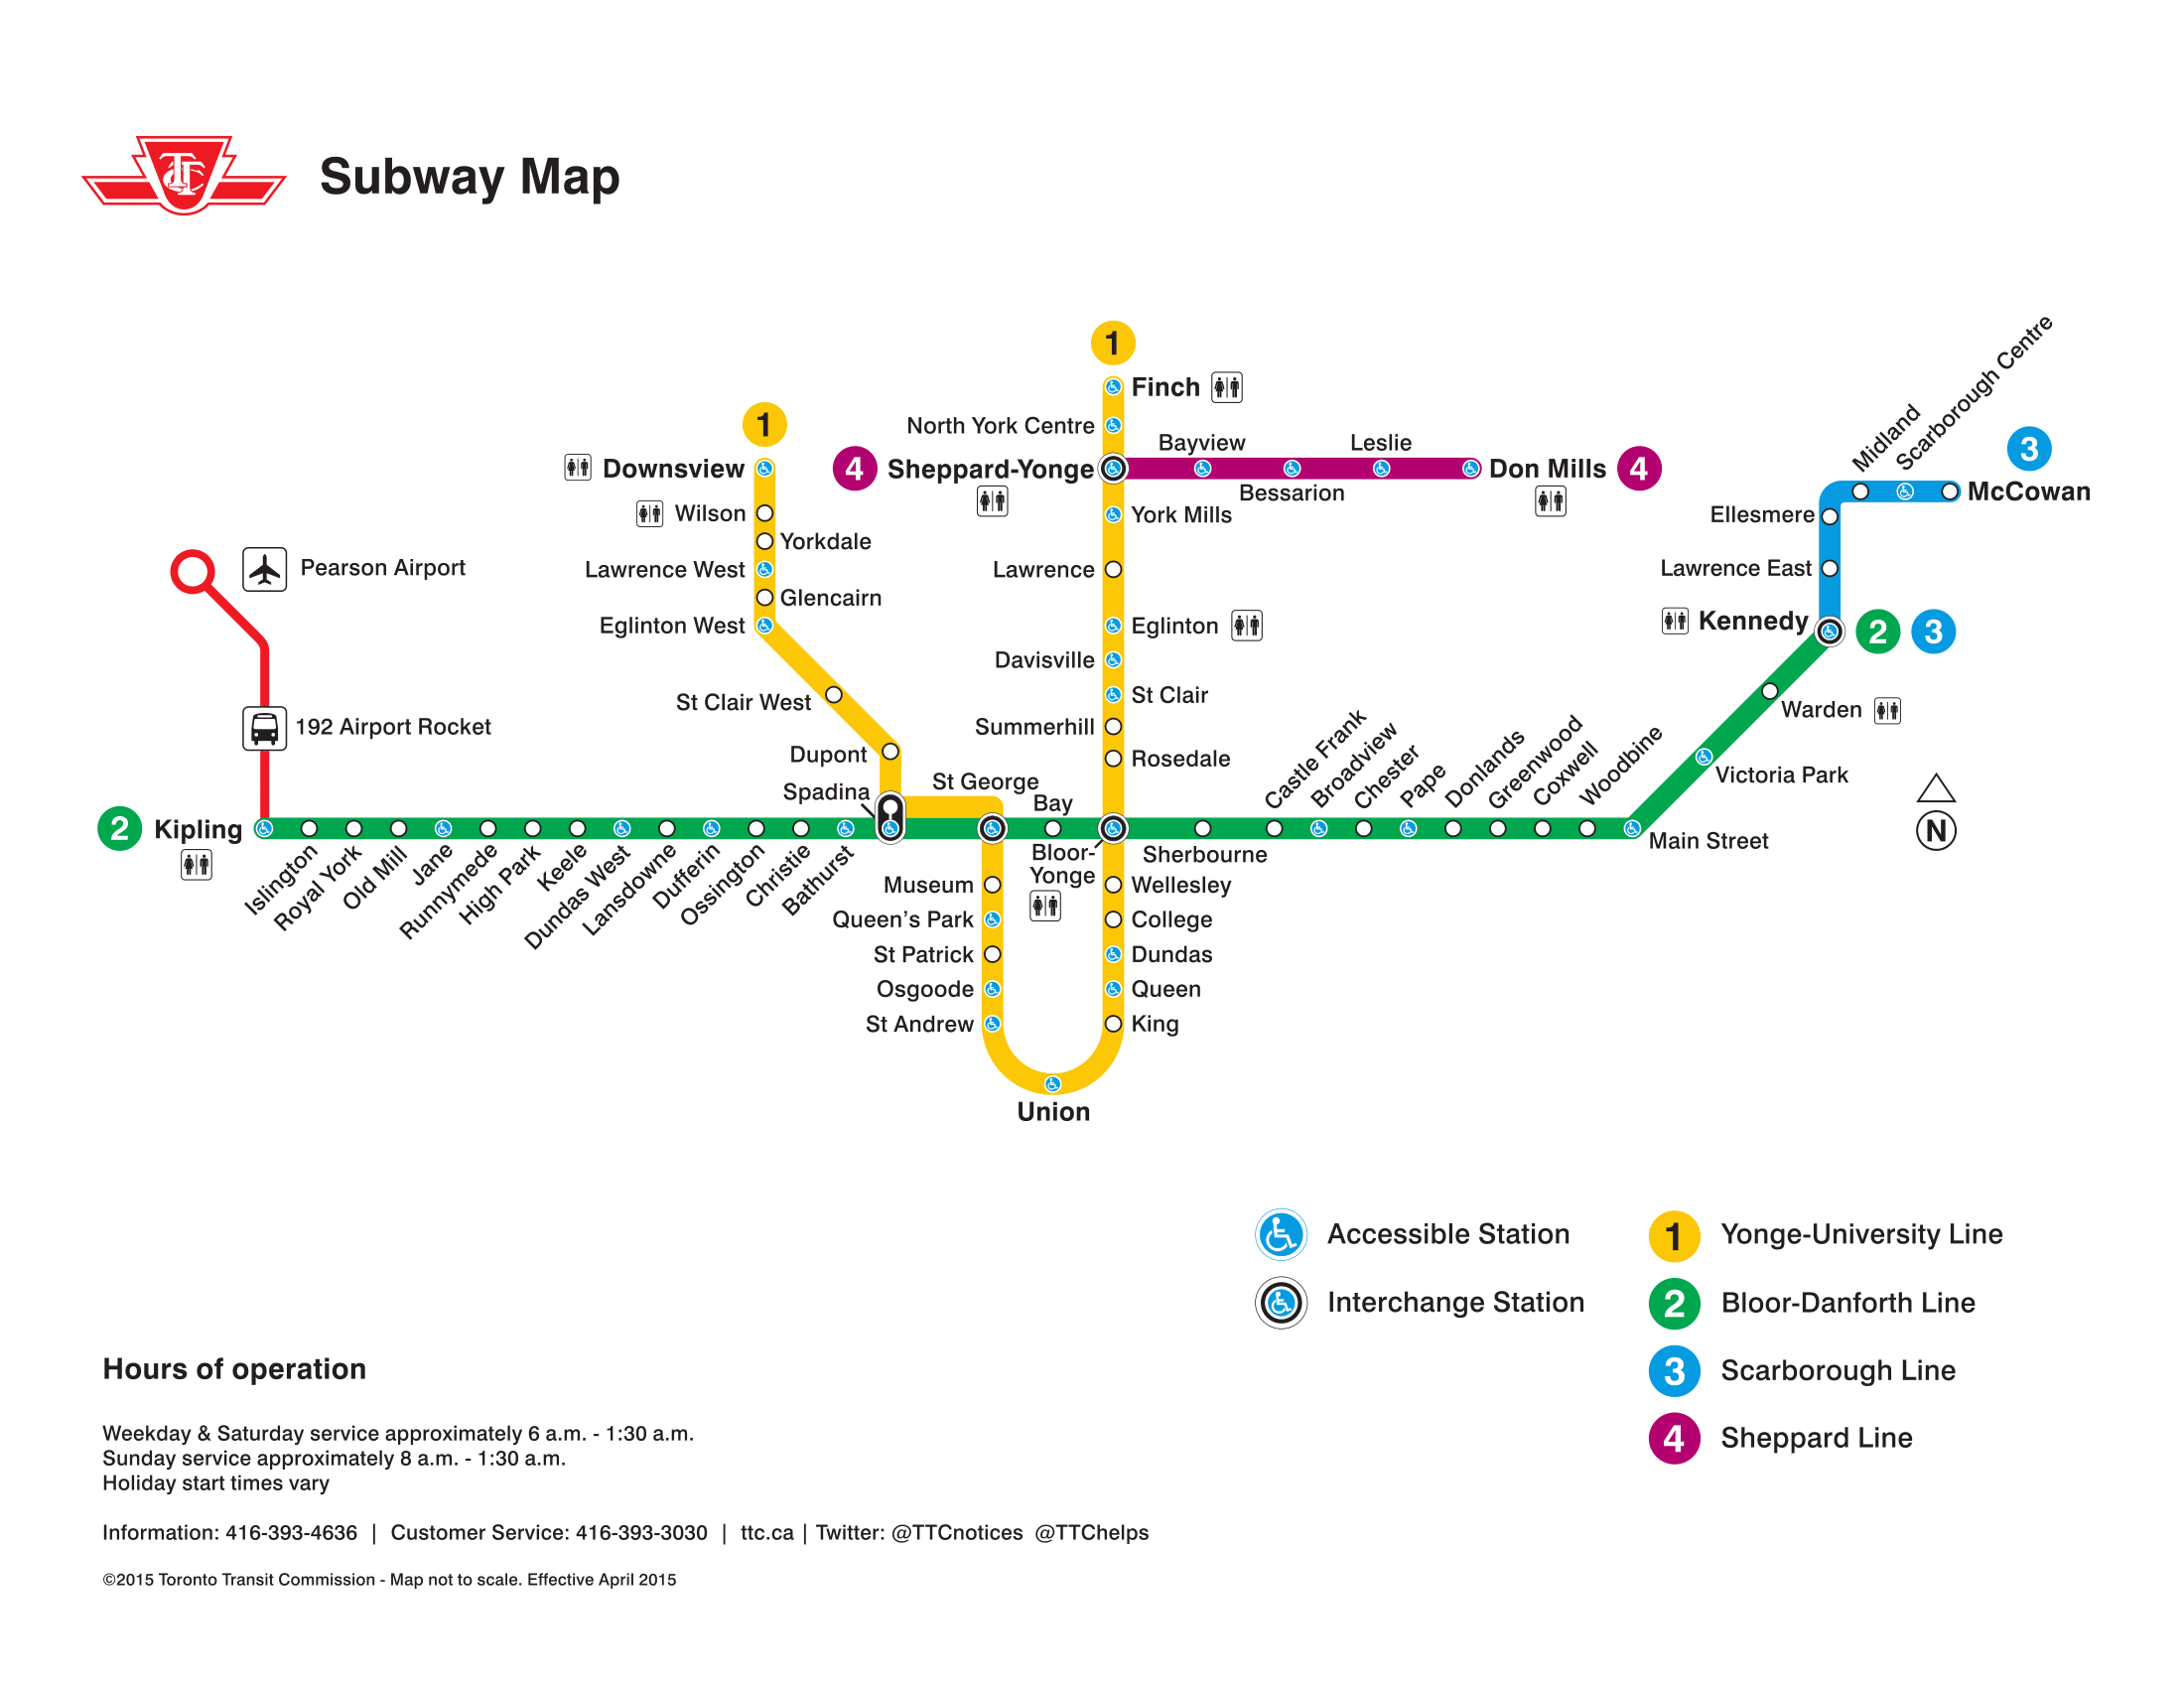 TTC
Subway Map
1
Finch
North York Centre
1
Downsview
4
Sheppard-Yonge
Bayview
Bessarion
Leslie
Don Mills
4
Midland
Scarborough Centre
3
McCowan
Wilson
Yorkdale
Lawrence West
Glencairn
Eglinton West
York Mills
Lawrence
Eglinton
Davisville
St Clair
Summerhill
Rosedale
Ellesmere
Lawrence East
Kennedy
2
3
Pearson Airport
192 Airport Rocket
St Clair West
Dupont
Spadina
St George
Bay
Bloor-
Yonge
Sherbourne
Castle Frank
Broadview
Chester
Pape
Donlands
Greenwood
Coxwell
Woodbine
Main Street
Victoria Park
Warden
N
2
Kipling
Islington
Royal York
Old Mill
Jane
Runnymede
High Park
Keele
Dundas West
Lansdowne
Dufferin
Ossington
Christie
Bathurst
Museum
Queen's Park
St Patrick
Osgoode
St Andrew
Wellesley
College
Dundas
Queen
King
Union
Accessible Station
Interchange Station
1 Yonge-University Line
2 Bloor-Danforth Line
3 Scarborough Line
4 Sheppard Line
Hours of operation
Weekday & Saturday service approximately 6 a.m. - 1:30 a.m.
Sunday service approximately 8 a.m. - 1:30 a.m.
Holiday start times vary
Information: 416-393-4636 | Customer Service: 416-393-3030 | ttc.ca | Twitter: @TTCnotices @TTChelps
©2015 Toronto Transit Commission - Map not to scale. Effective April 2015